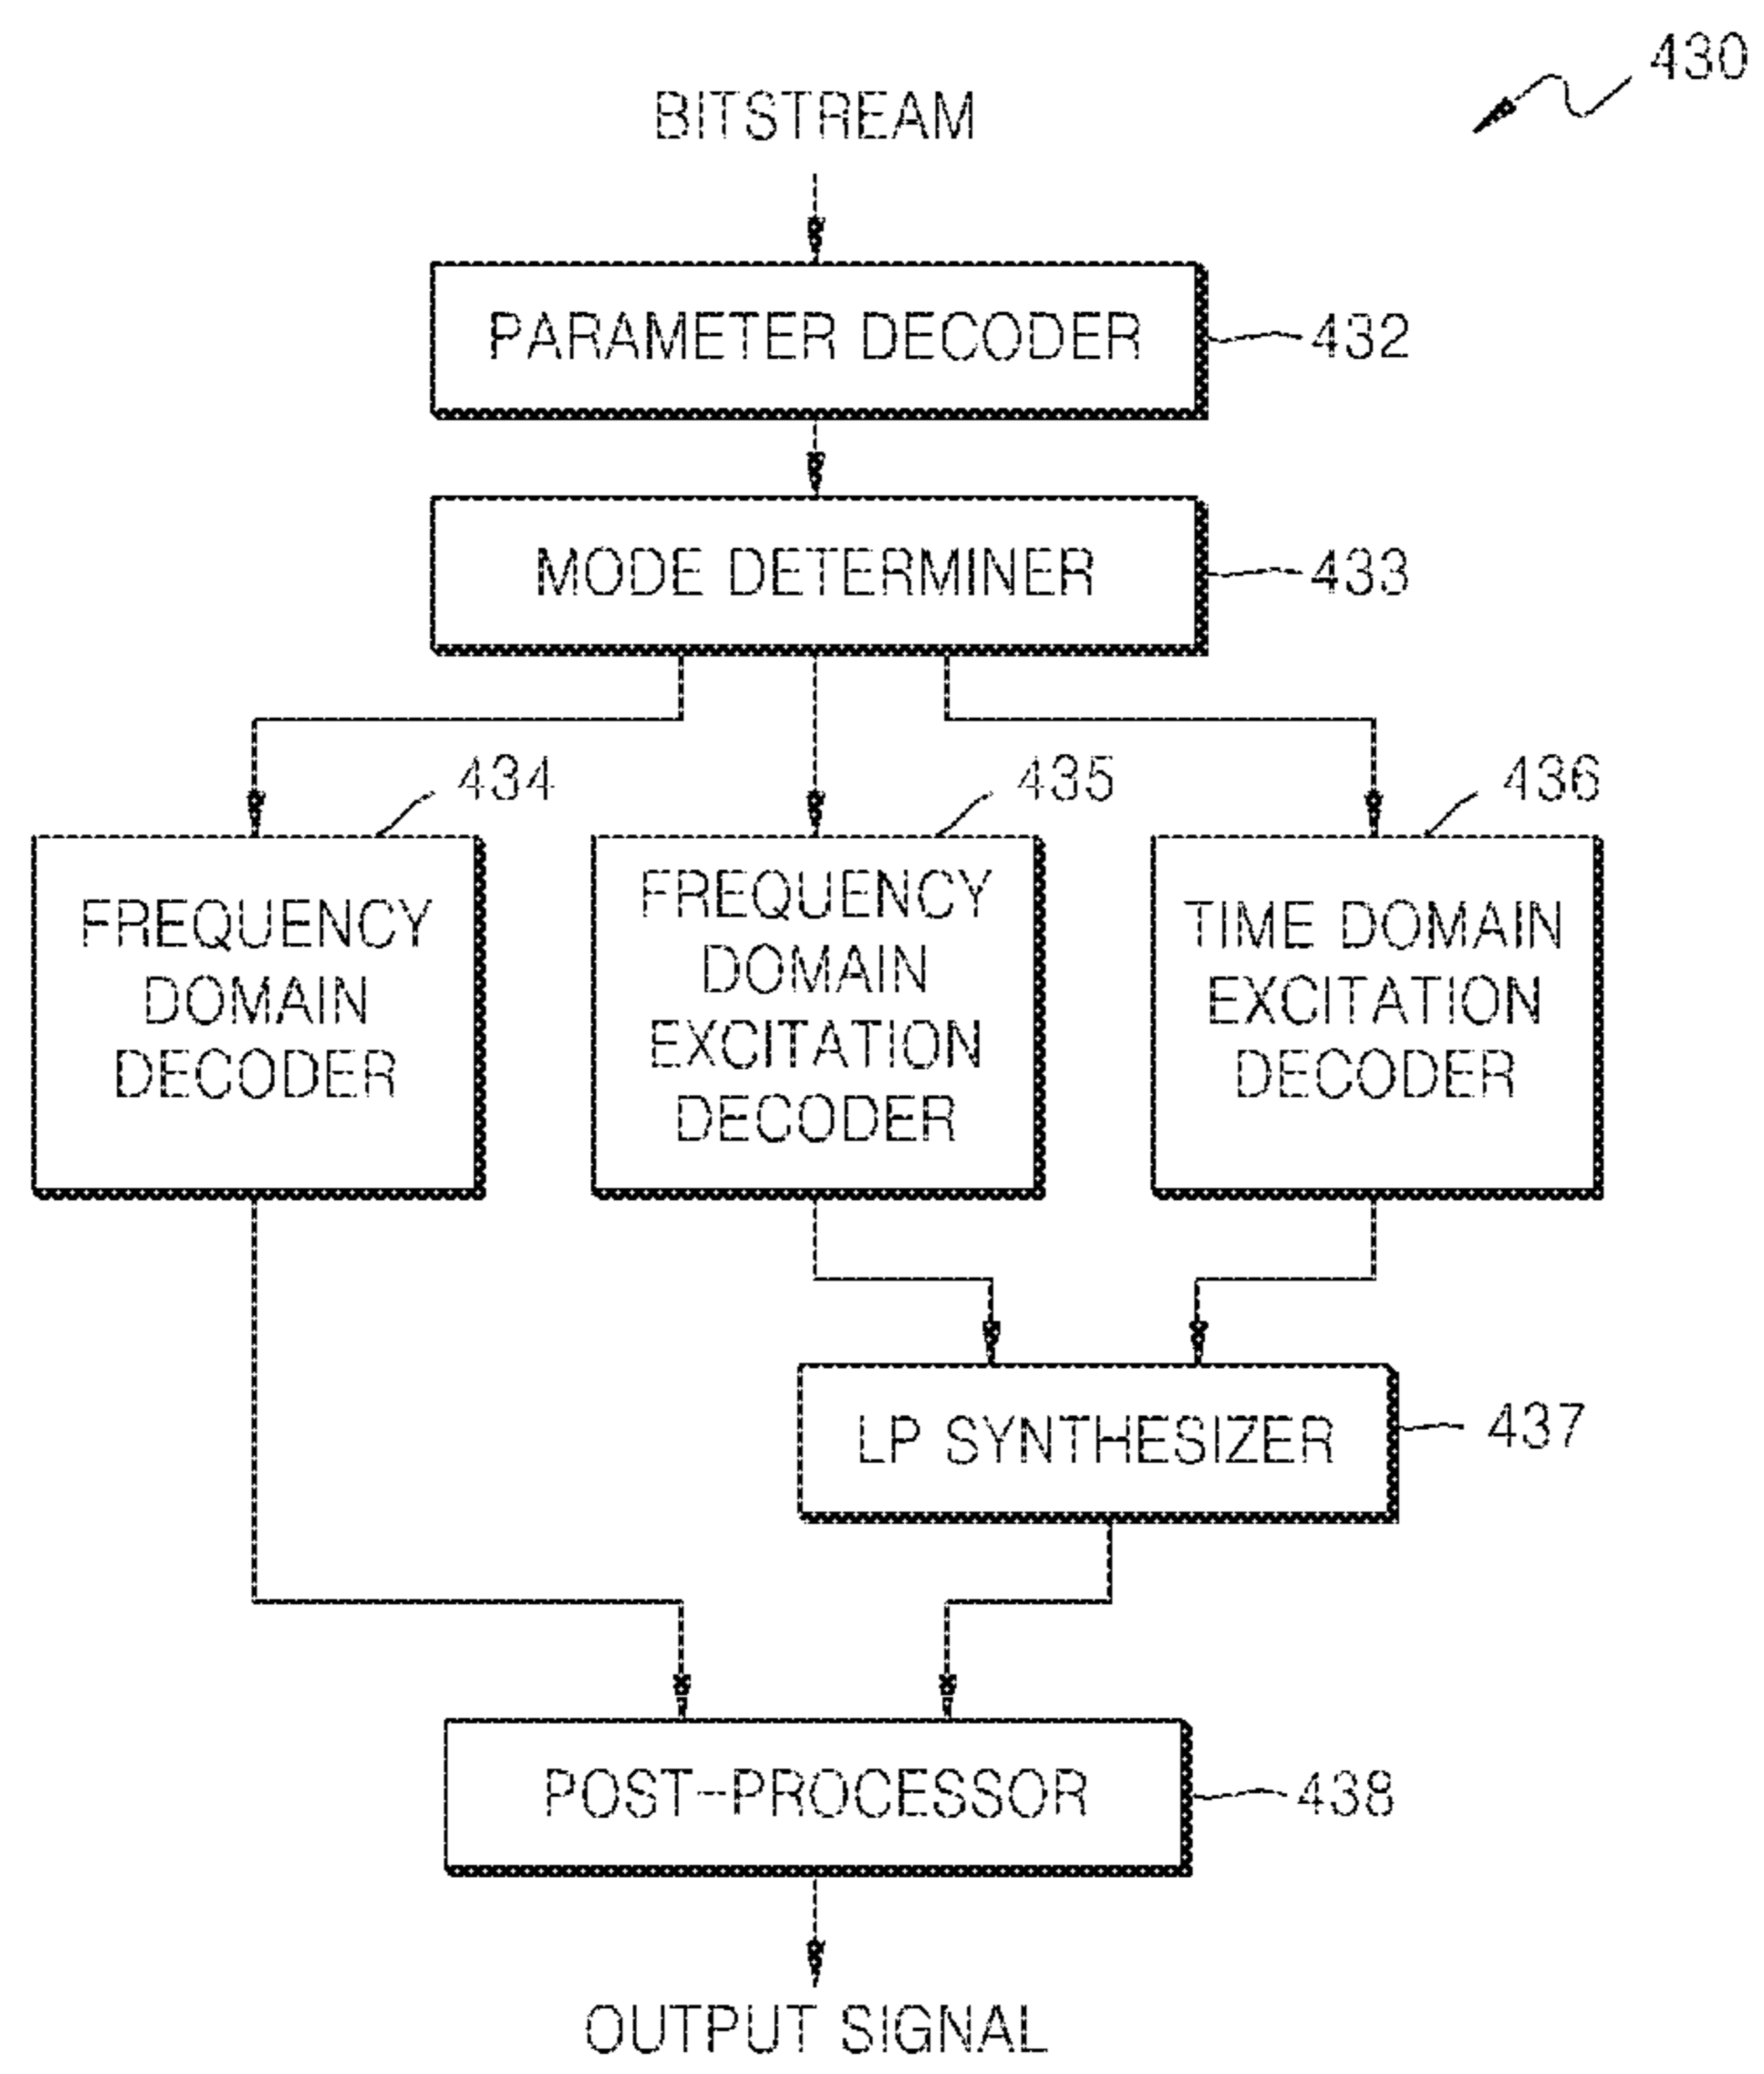 430
BITSTREAM
PARAMETER DECODER
432
MODE DETERMINER
433
434
435
436
FREQUENCY
DOMAIN
DECODER
FREQUENCY
DOMAIN
EXCITATION
DECODER
TIME DOMAIN
EXCITATION
DECODER
LP SYNTHESIZER
437
POST-PROCESSOR
438
OUTPUT SIGNAL